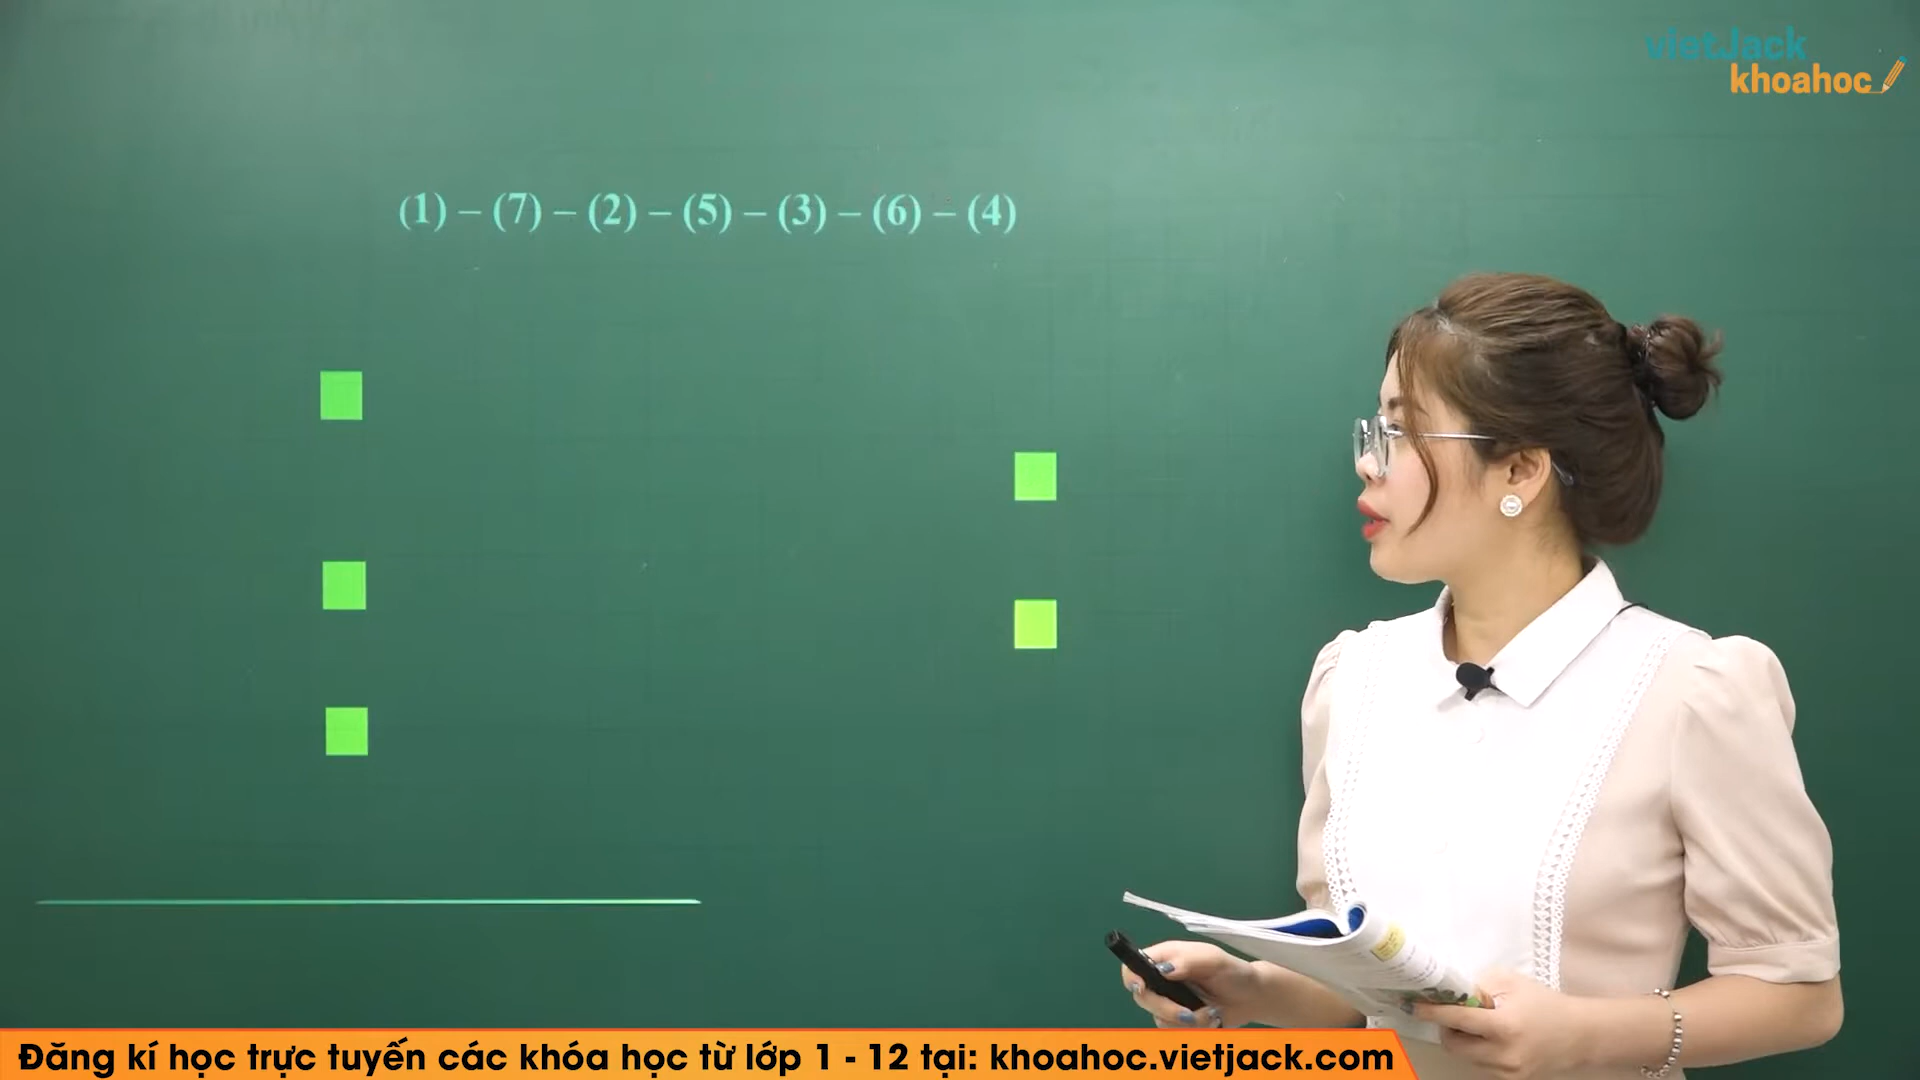 vietJack
khoahoc
(1) – (7) – (2) – (5) – (3) – (6) – (4)
Đăng kí học trực tuyến các khóa học từ lớp 1 - 12 tại: khoahoc.vietjack.com